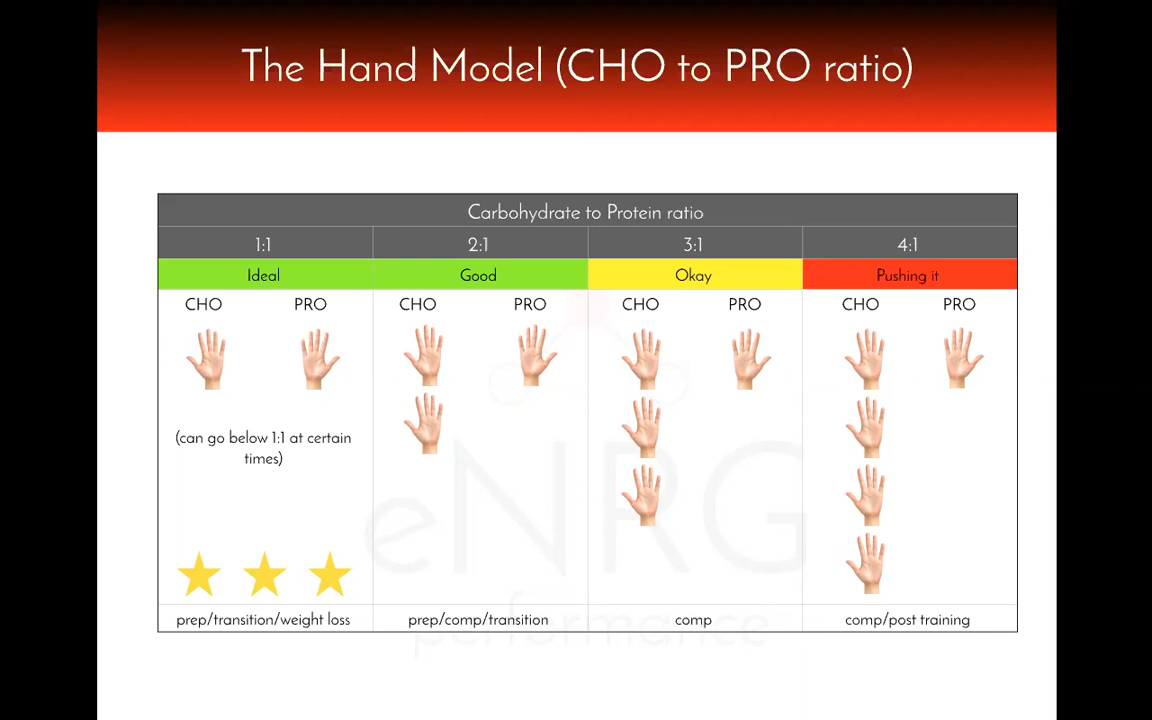 The Hand Model (CHO to PRO ratio)
Carbohydrate to Protein ratio
1:1 2:1 3:1 4:1
Ideal Good Okay Pushing it
CHO PRO CHO PRO CHO PRO CHO PRO
(can go below 1:1 at certain
times)
eNRG
performance
prep/transition/weight loss prep/comp/transition comp comp/post training